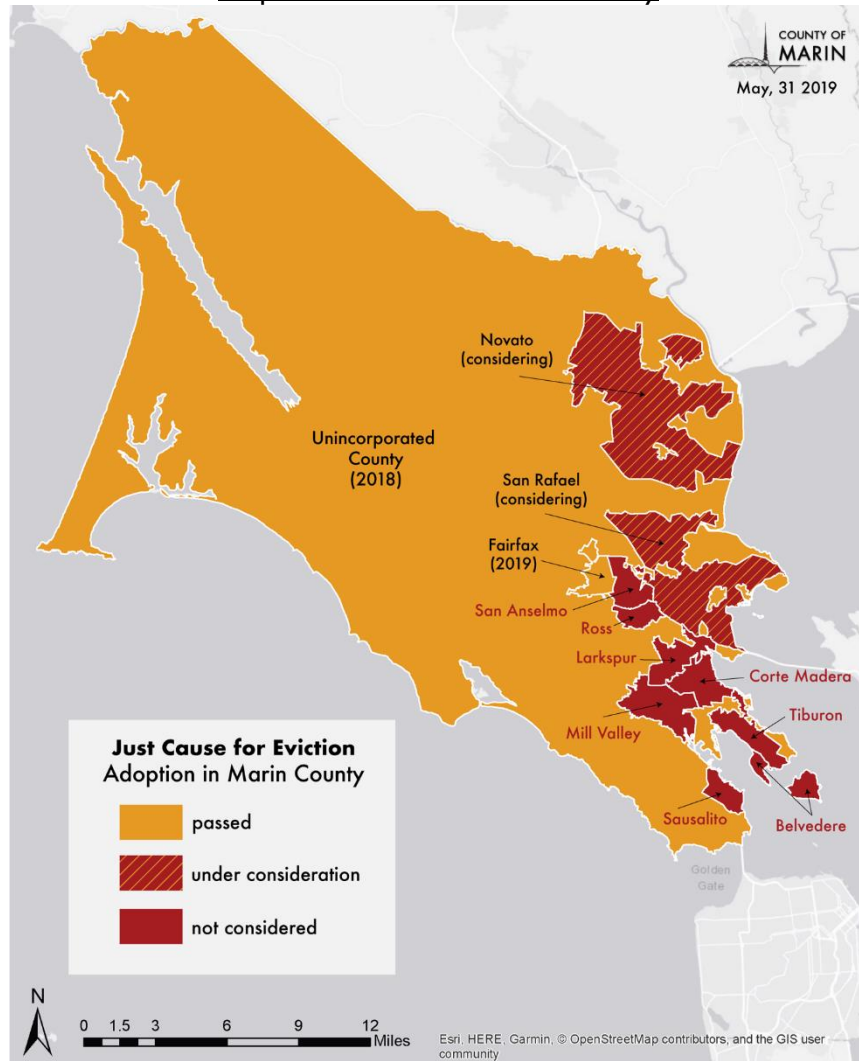 COUNTY OF
MARIN
May, 31 2019
Novato
(considering)
Unincorporated
County
(2018)
San Rafael
(considering)
Fairfax
(2019)
San Anselmo
Ross
Larkspur
Corte Madera
Mill Valley
Tiburon
Sausalito
Belvedere
Golden
Gate
Just Cause for Eviction
Adoption in Marin County
passed
under consideration
not considered
N
0 1.5 3 6 9 12
Miles
Esri, HERE, Garmin, © OpenStreetMap contributors, and the GIS user
community